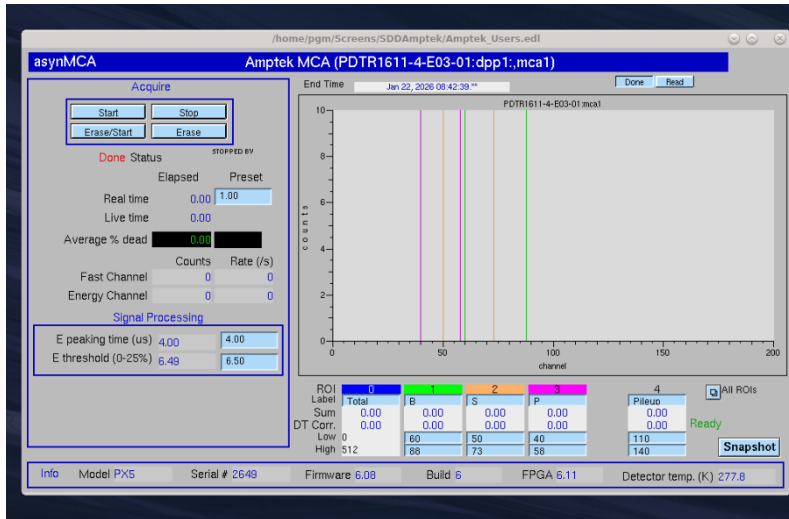 /home/pgm/Screens/SDDAmptek/Amptek_Users.edl
asynMCA
Amptek MCA (PDTR1611-4-E03-01:dpp1:,mca1)
Acquire
Start Stop
Erase/Start Erase
Done Status STOPPED BY
Elapsed Preset
Real time 0.00 1.00
Live time 0.00
Average % dead 0.00
Counts Rate (/s)
Fast Channel 0 0
Energy Channel 0 0
Signal Processing
E peaking time (us) 4.00 4.00
E threshold (0-25%) 6.49 6.50
End Time Jan 22, 2026 08:42:39.** Done Read
PDTR1611-4-E03-01:mca1
10
8
6
4
2
0
counts
0 50 100 150 200
channel
ROI 0 1 2 3 4 All ROIs
Label Total B S P Pileup
Sum 0.00 0.00 0.00 0.00 0.00
DT Corr. 0.00 0.00 0.00 0.00 0.00 Ready
Low 0 60 50 40 110
High 512 88 73 58 140 Snapshot
Info Model PX5 Serial # 2649 Firmware 6.08 Build 6 FPGA 6.11 Detector temp. (K) 277.8